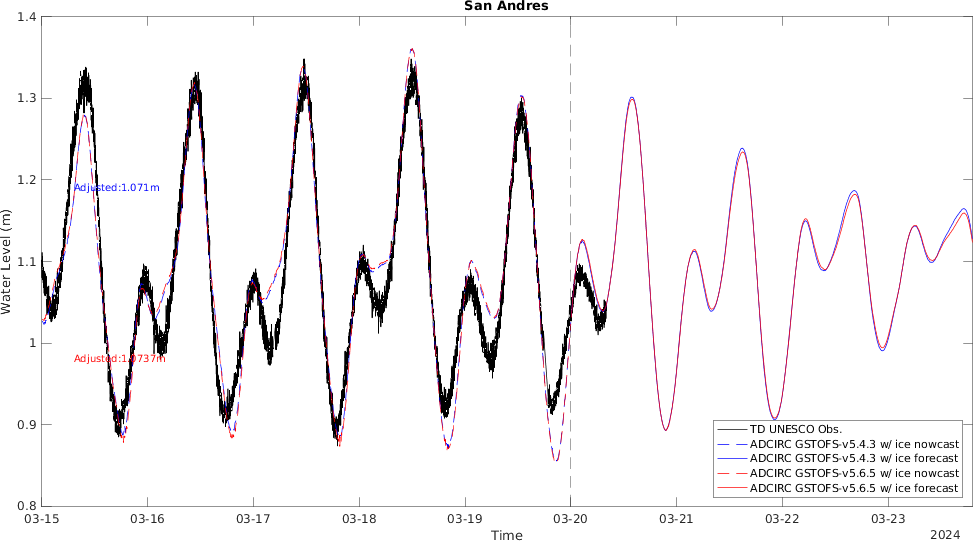 San Andres
1.4
1.3
1.2
1.1
1
0.9
0.8
Water Level (m)
Adjusted:1.071m
Adjusted:1.0737m
TD UNESCO Obs.
ADCIRC GSTOFS-v5.4.3 w/ ice nowcast
ADCIRC GSTOFS-v5.4.3 w/ ice forecast
ADCIRC GSTOFS-v5.6.5 w/ ice nowcast
ADCIRC GSTOFS-v5.6.5 w/ ice forecast
03-15 03-16 03-17 03-18 03-19 03-20 03-21 03-22 03-23
Time
2024